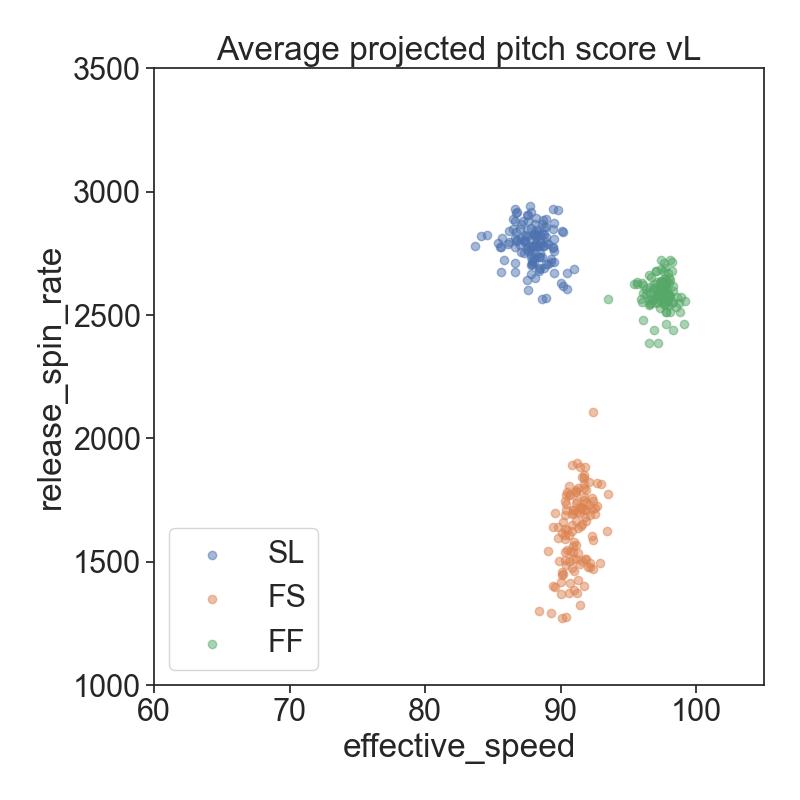 Average projected pitch score vL
3500
3000
2500
2000
1500
1000
release_spin_rate
SL
FS
FF
60
70
80
90
100
effective_speed